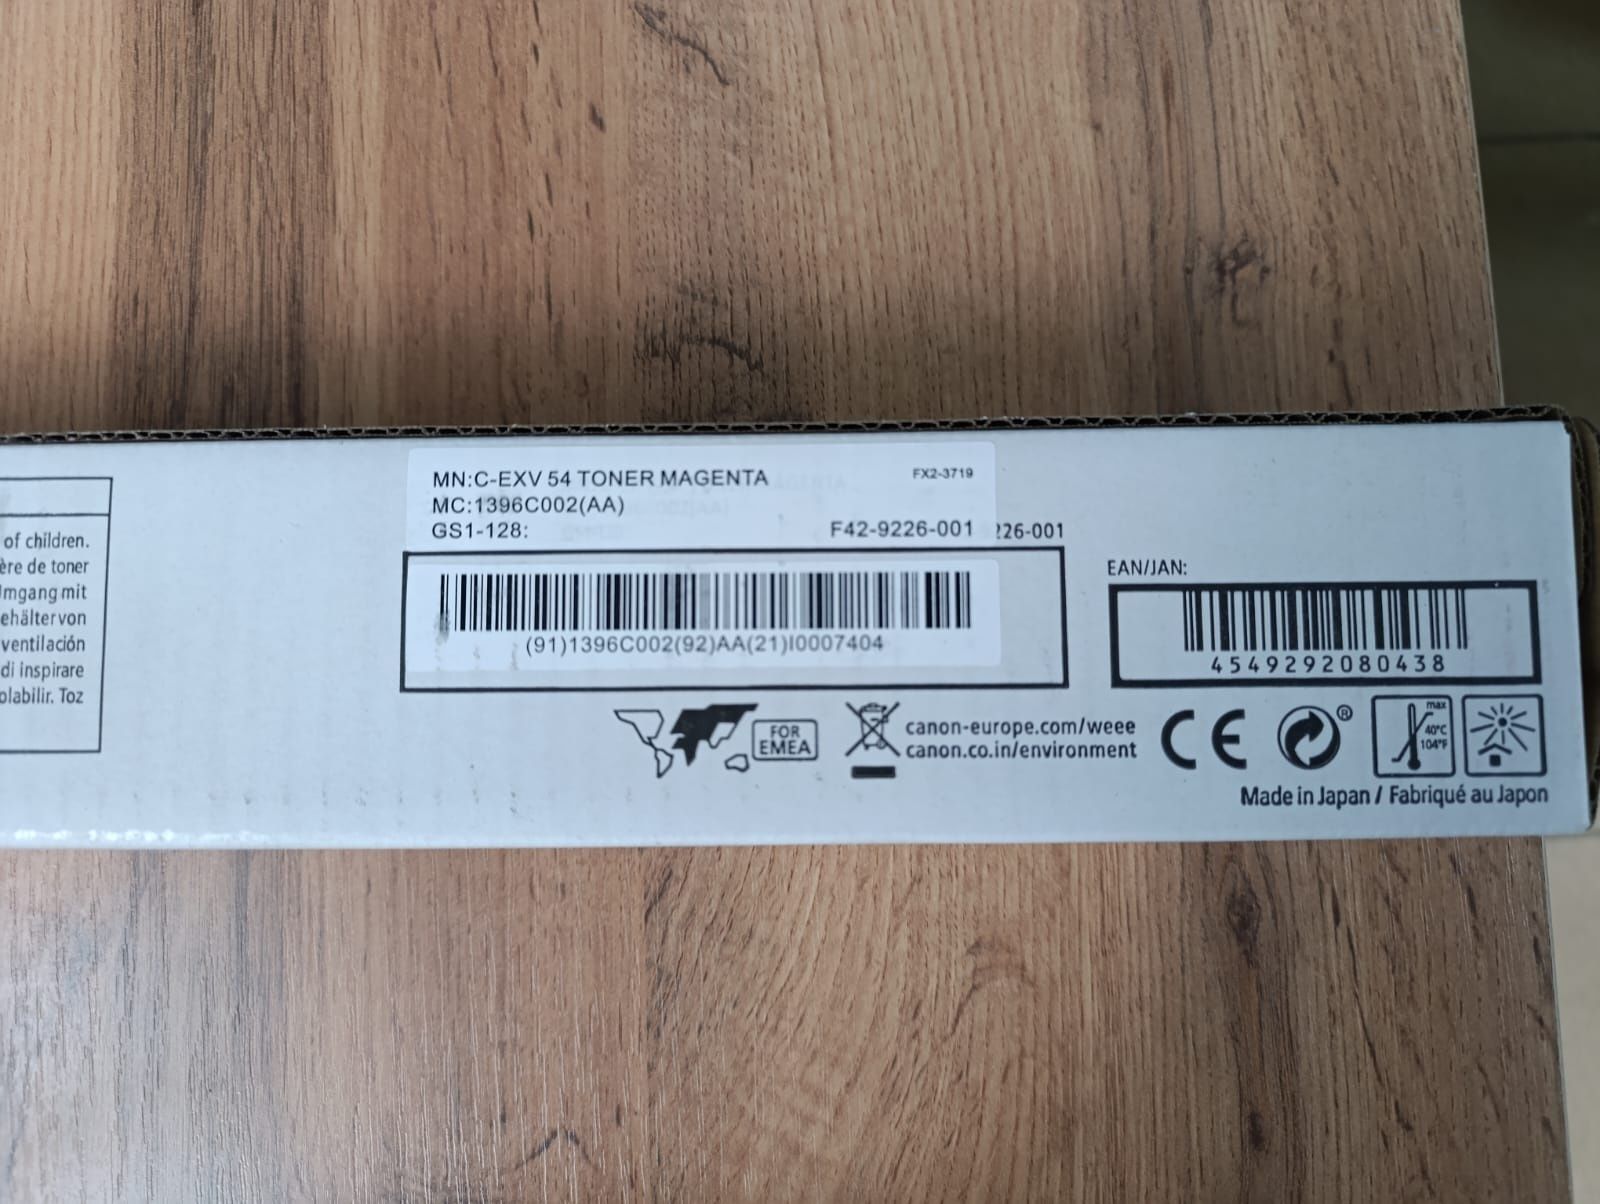 of children.
ère de toner
Umgang mit
ehälter von
ventilación
di inspirare
olabilir. Toz
MN:C-EXV 54 TONER MAGENTA
FX2-3719
MC:1396C002(AA)
GS1-128:
F42-9226-001
226-001
(91)1396C002(92)AA(21)I0007404
EAN/JAN:
4549292080438
FOR
EMEA
canon-europe.com/weee
canon.co.in/environment
CE
®
max
40°C
104°F
Made in Japan / Fabriqué au Japon